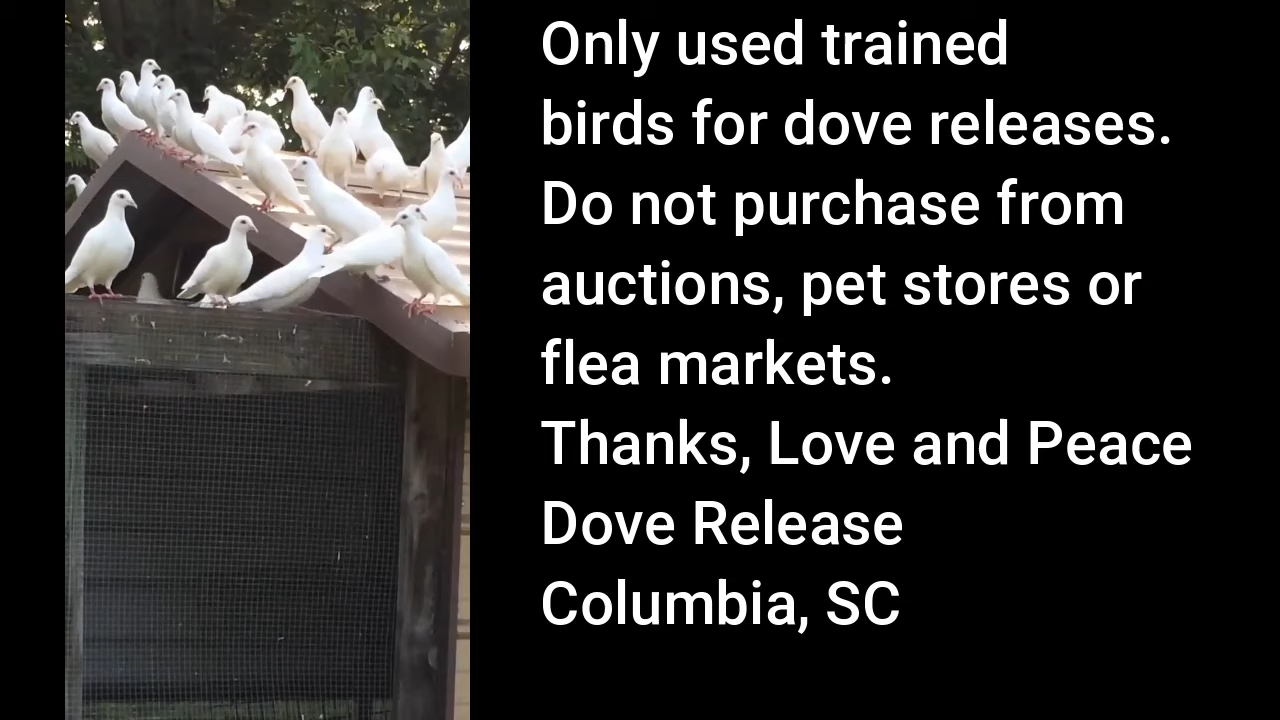 Only used trained
birds for dove releases.
Do not purchase from
auctions, pet stores or
flea markets.
Thanks, Love and Peace
Dove Release
Columbia, SC